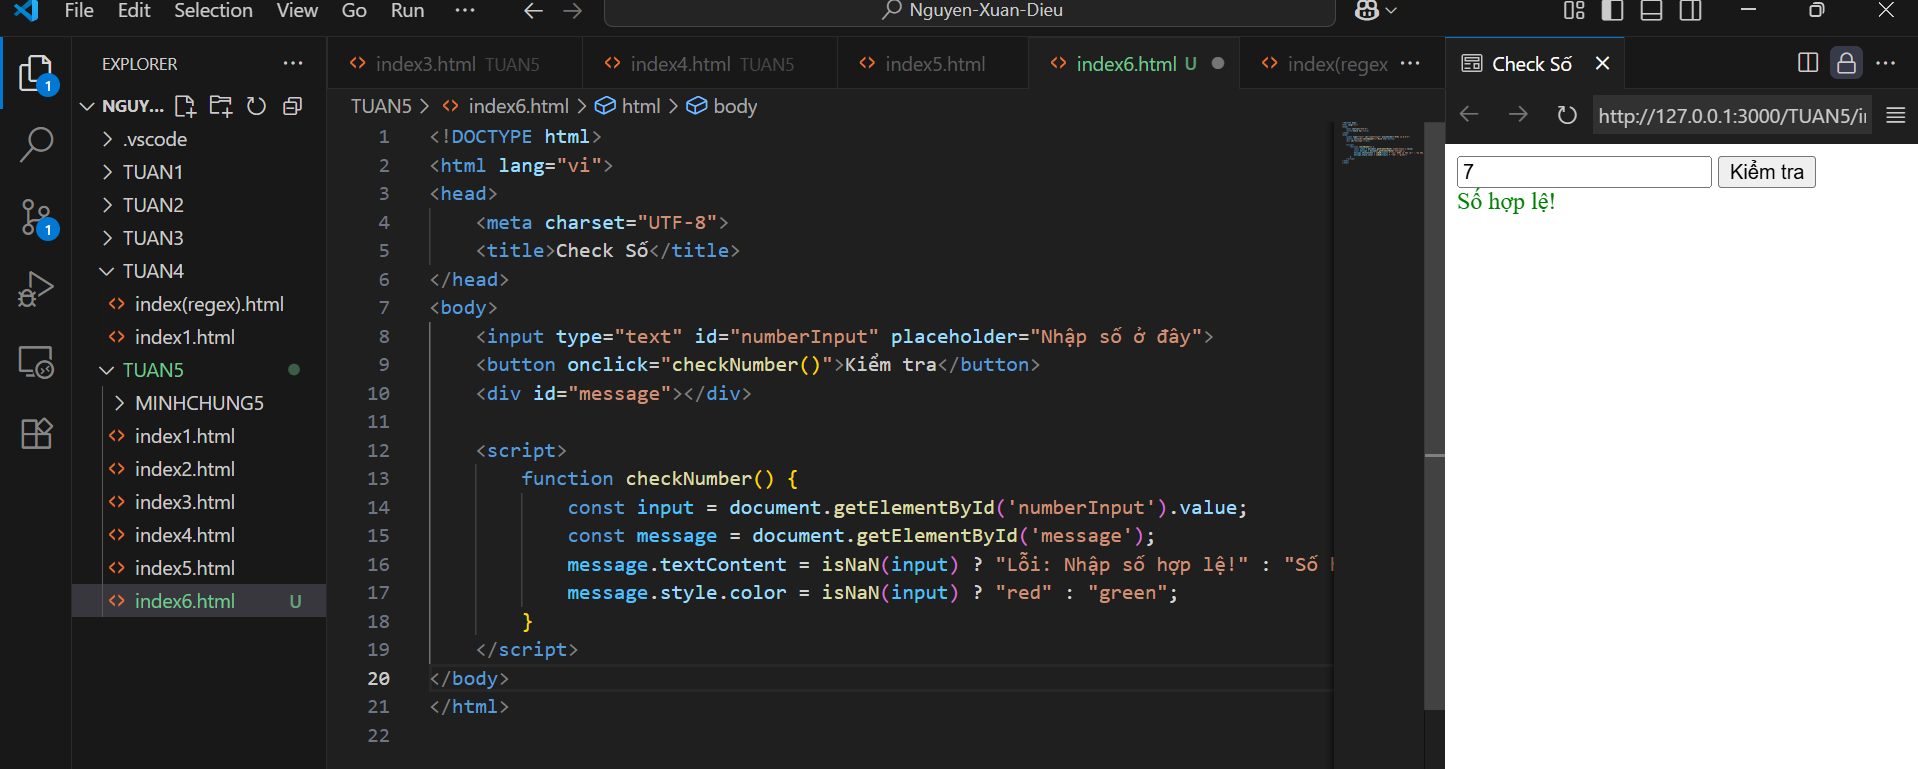 File Edit Selection View Go Run ··· Nguyen-Xuan-Dieu
EXPLORER ···
NGUY...
.vscode
TUAN1
TUAN2
TUAN3
TUAN4
index(regex).html
index1.html
TUAN5
MINHCHUNG5
index1.html
index2.html
index3.html
index4.html
index5.html
index6.html U
1
1
index3.html TUAN5 index4.html TUAN5 index5.html index6.html U index(regex ···
TUAN5 > index6.html > html > body
1 <!DOCTYPE html>
2 <html lang="vi">
3 <head>
4 <meta charset="UTF-8">
5 <title>Check Số</title>
6 </head>
7 <body>
8 <input type="text" id="numberInput" placeholder="Nhập số ở đây">
9 <button onclick="checkNumber()">Kiểm tra</button>
10 <div id="message"></div>
11
12 <script>
13 function checkNumber() {
14 const input = document.getElementById('numberInput').value;
15 const message = document.getElementById('message');
16 message.textContent = isNaN(input) ? "Lỗi: Nhập số hợp lệ!" : "Số h
17 message.style.color = isNaN(input) ? "red" : "green";
18 }
19 </script>
20 </body>
21 </html>
22
Check Số
http://127.0.0.1:3000/TUAN5/i
7 Kiểm tra
Số hợp lệ!